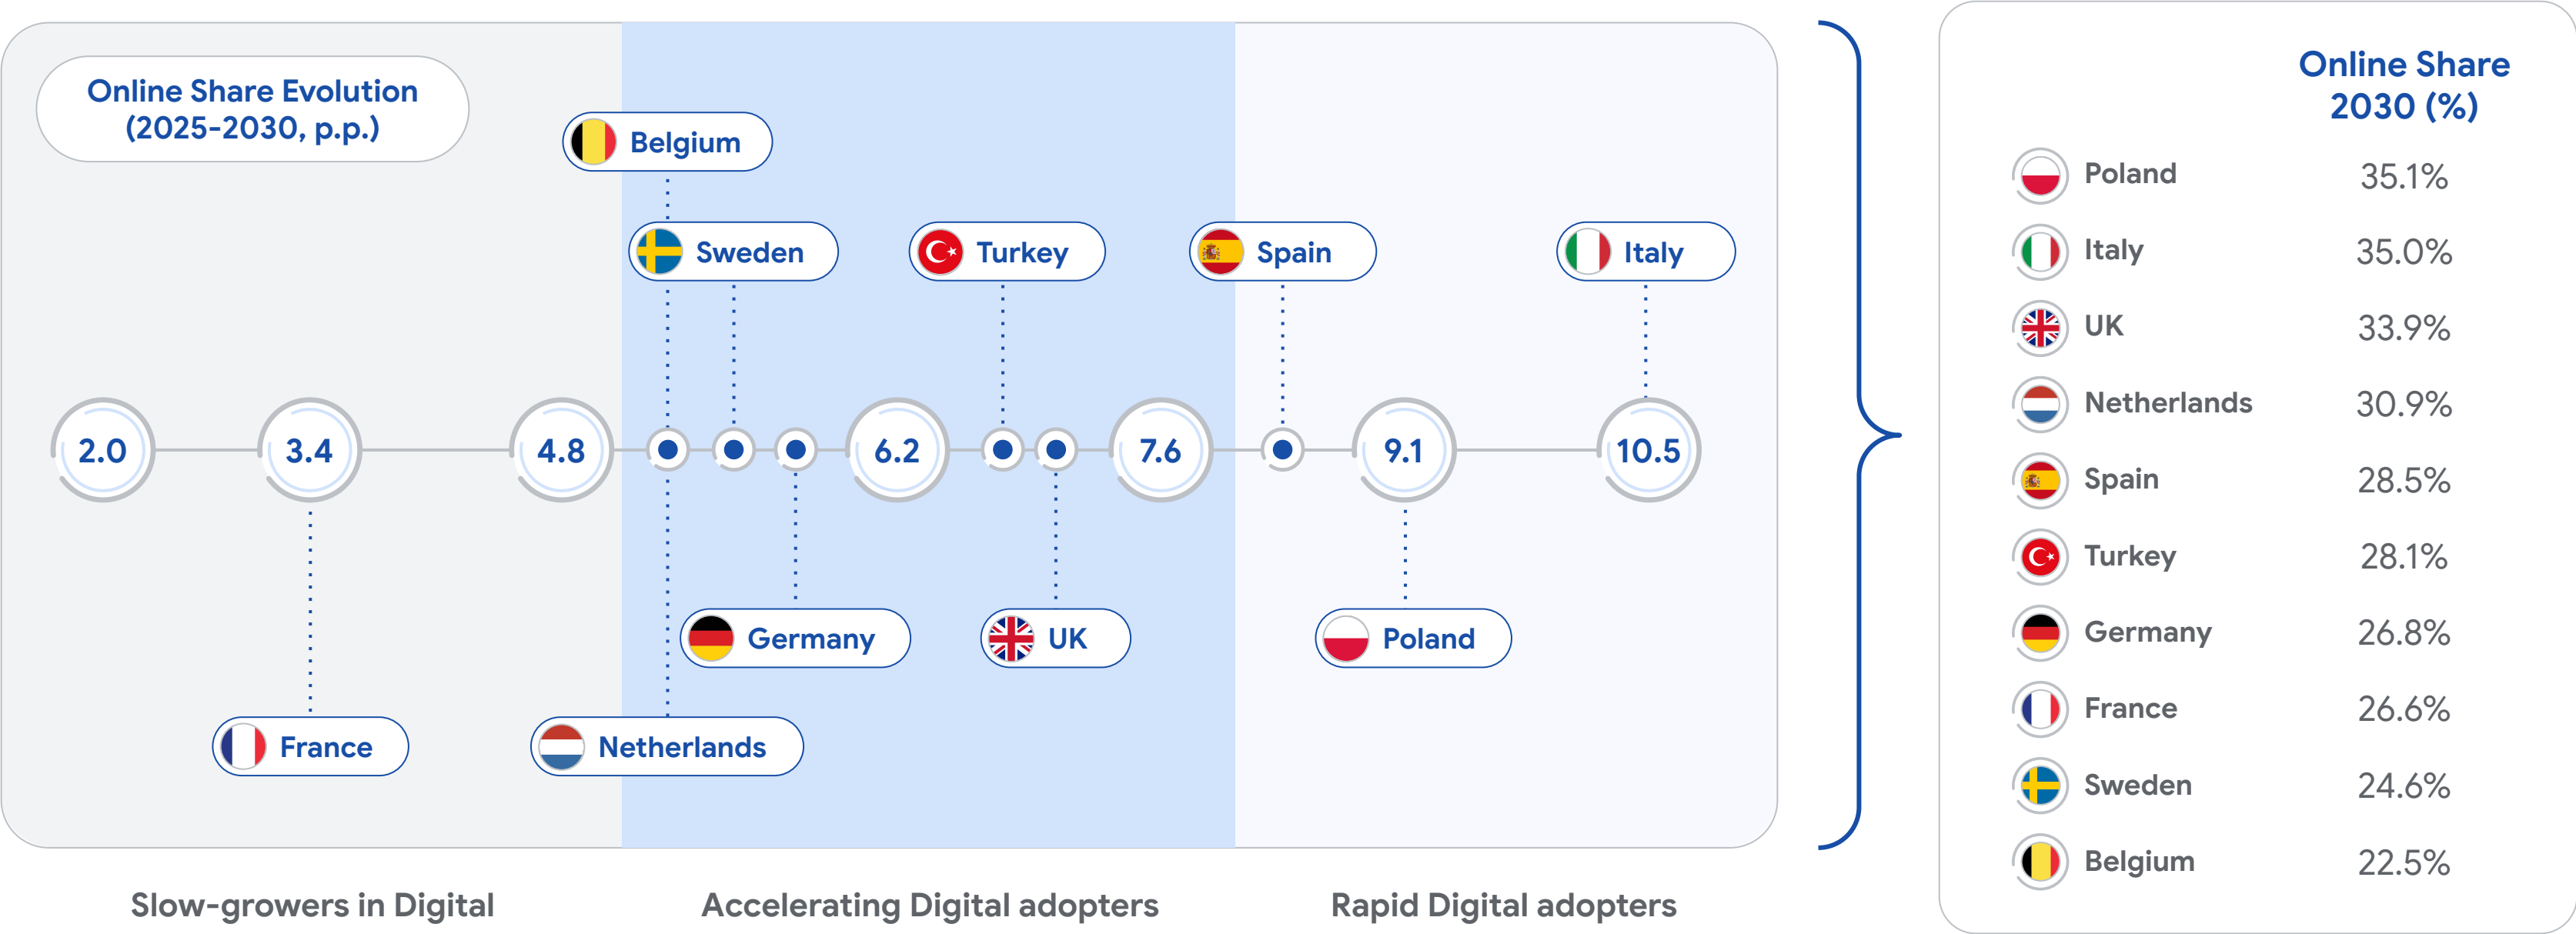 Online Share Evolution
(2025-2030, p.p.)
Belgium
Sweden
Turkey
Spain
Italy
2.0
3.4
4.8
6.2
7.6
9.1
10.5
Germany
UK
Poland
France
Netherlands
Slow-growers in Digital
Accelerating Digital adopters
Rapid Digital adopters
Online Share
2030 (%)
Poland 35.1%
Italy 35.0%
UK 33.9%
Netherlands 30.9%
Spain 28.5%
Turkey 28.1%
Germany 26.8%
France 26.6%
Sweden 24.6%
Belgium 22.5%